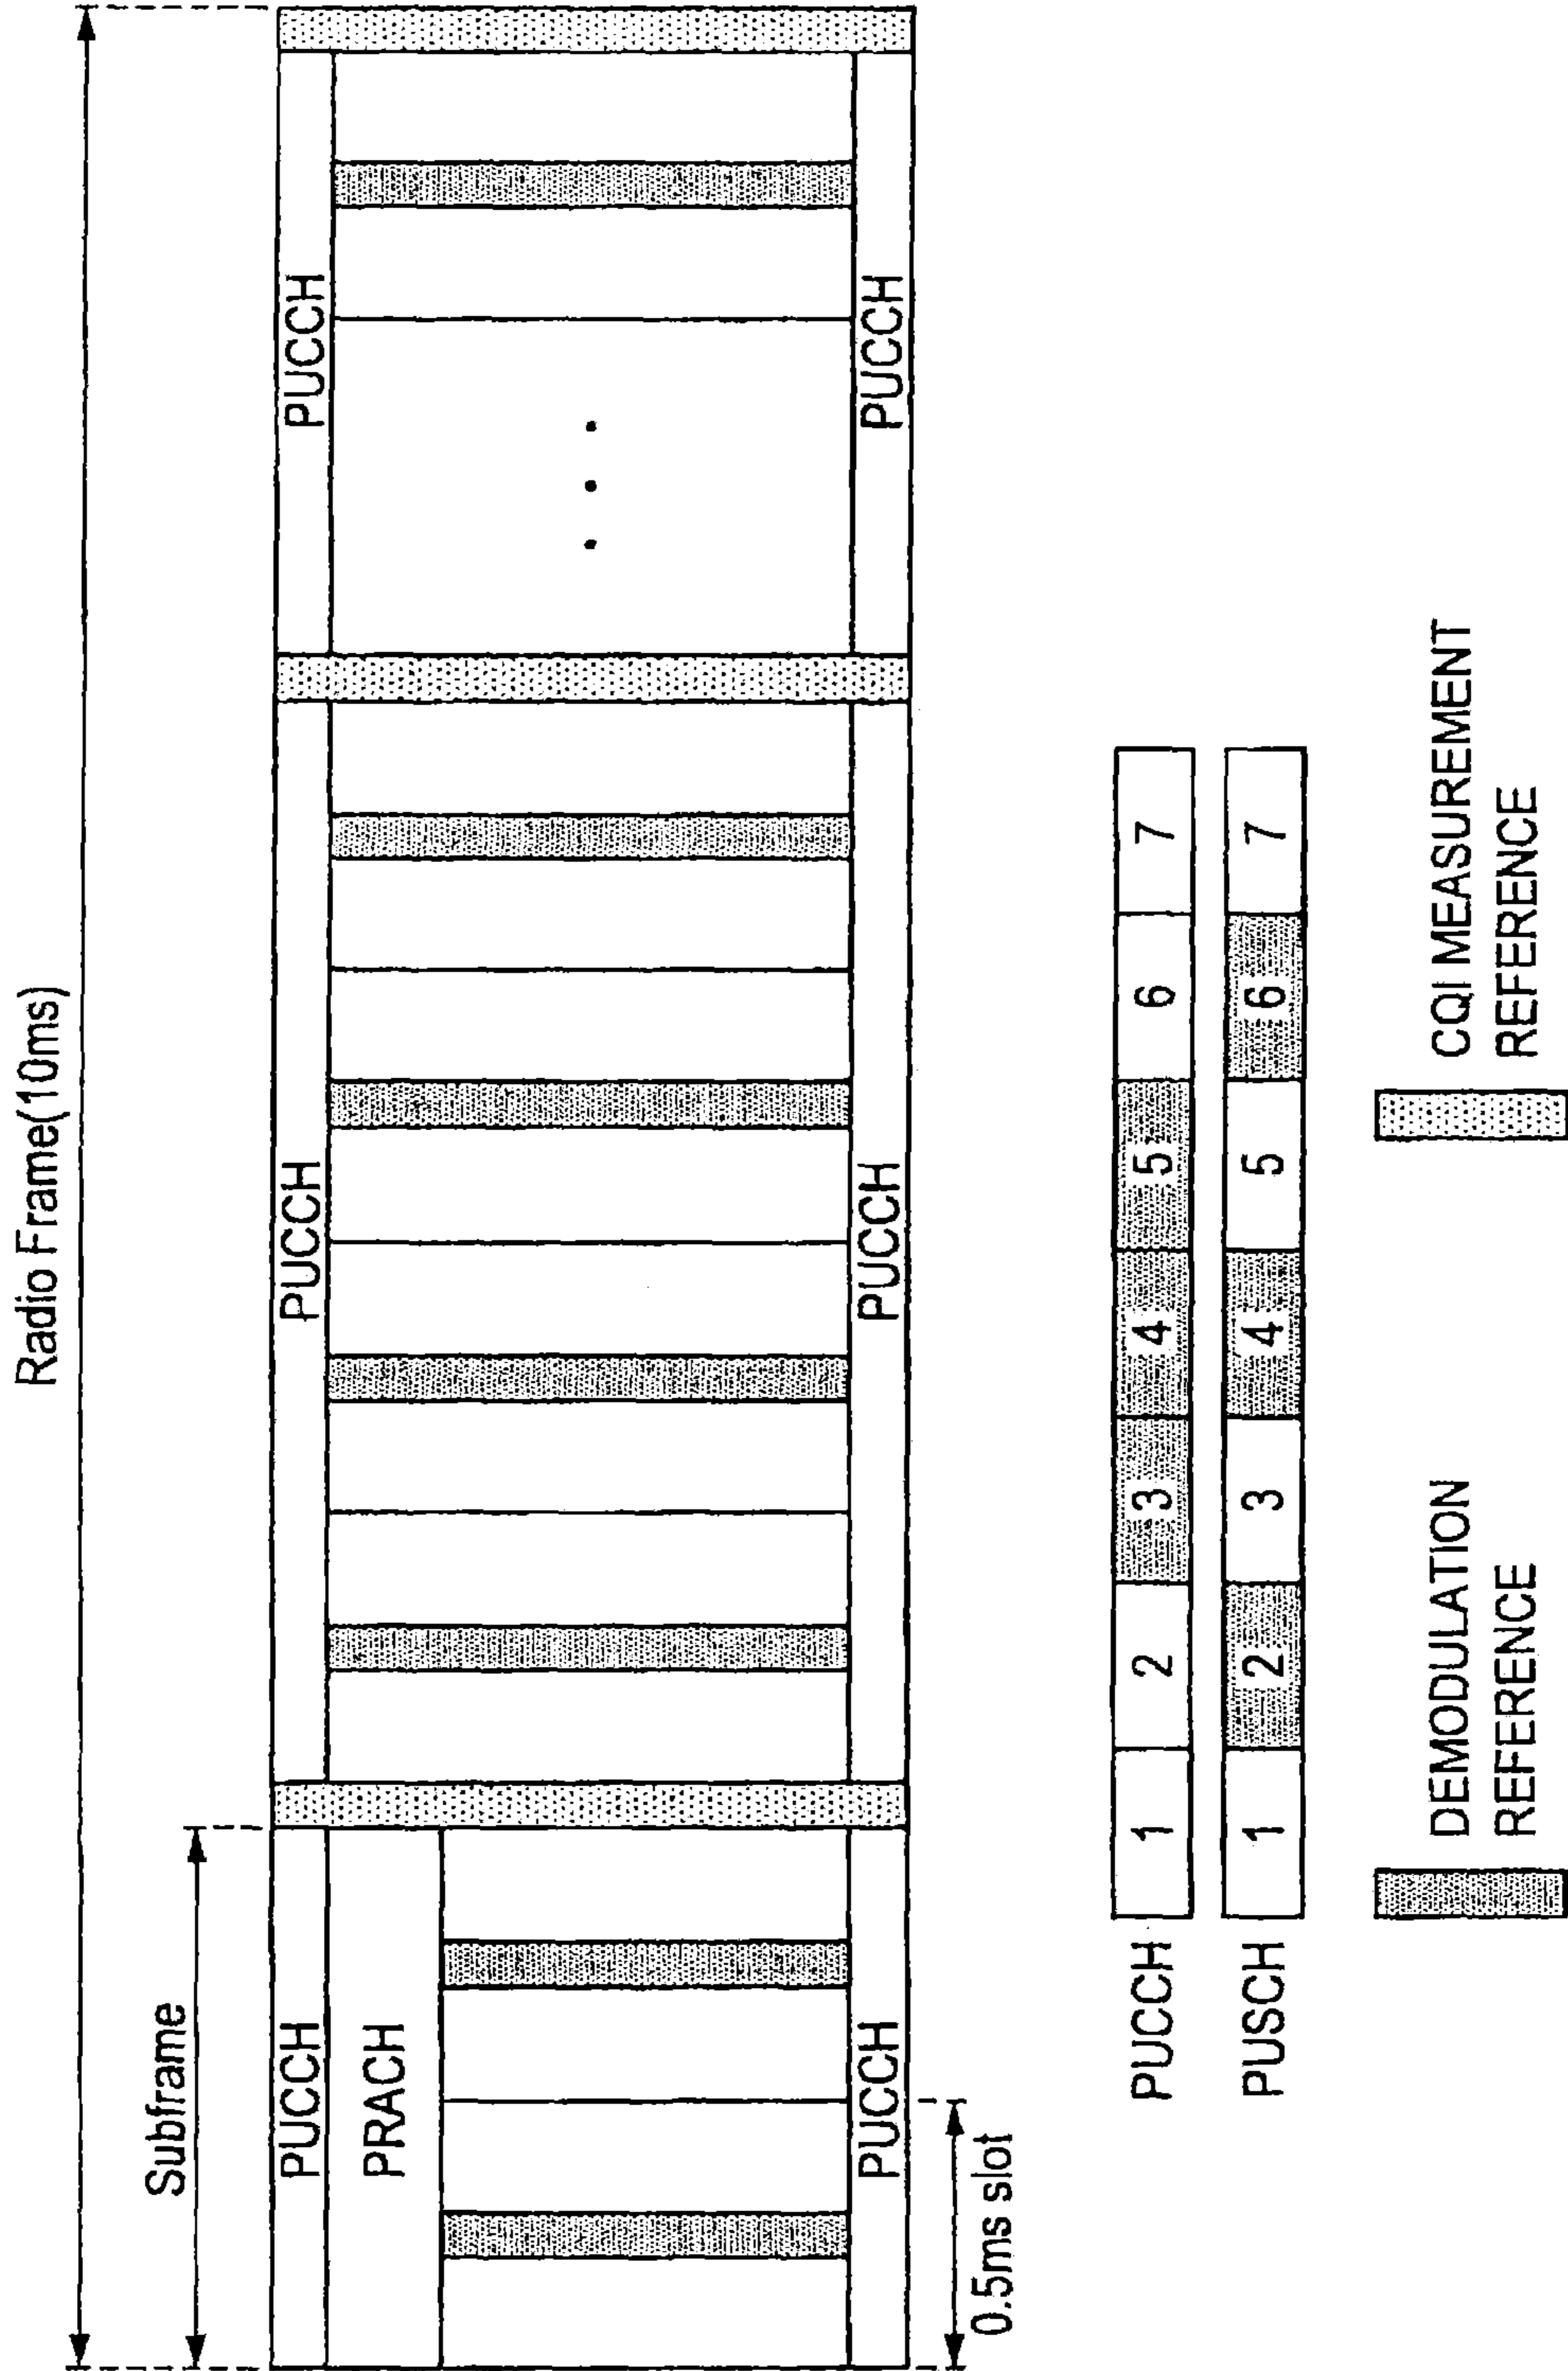 Radio Frame(10ms)
Subframe
PUCCH
PUCCH
PUCCH
PRACH
. . .
PUCCH
PUCCH
PUCCH
0.5ms slot
PUCCH 1 2 3 4 5 6 7
PUSCH 1 2 3 4 5 6 7
DEMODULATION
REFERENCE
CQI MEASUREMENT
REFERENCE